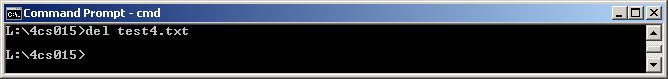 Command Prompt - cmd
L:\4cs015>del test4.txt
L:\4cs015>